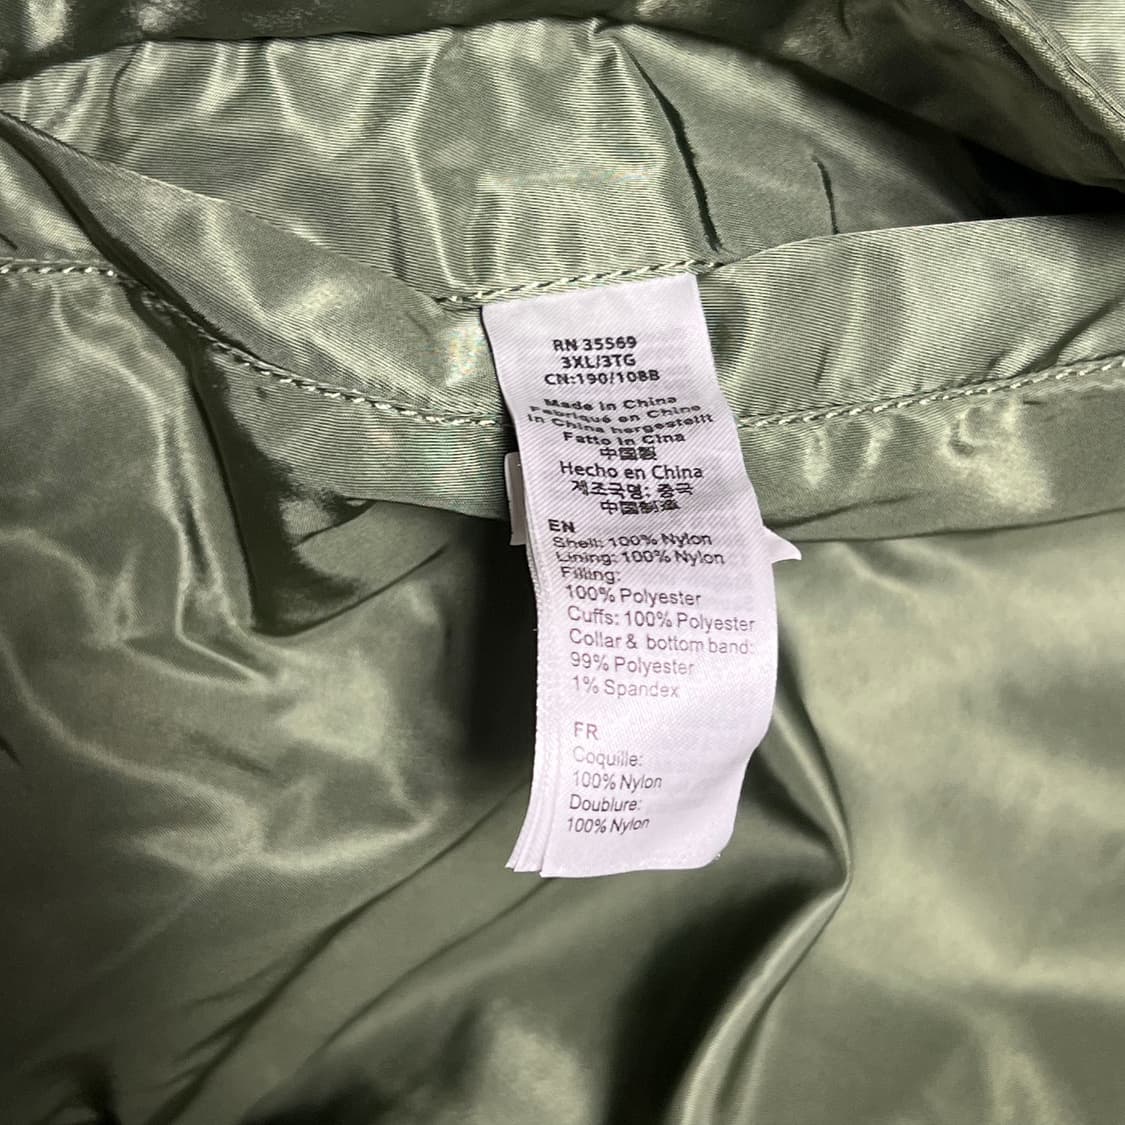 RN 35569
3XL/3TG
CN:190/108B
Made in China
Fabriqué en Chine
In China hergestellt
Fatto in Cina
中国製
Hecho en China
제조국명: 중국
中国制造
EN
Shell: 100% Nylon
Lining: 100% Nylon
Filling:
100% Polyester
Cuffs: 100% Polyester
Collar & bottom band:
99% Polyester
1% Spandex
FR
Coquille:
100% Nylon
Doublure:
100% Nylon